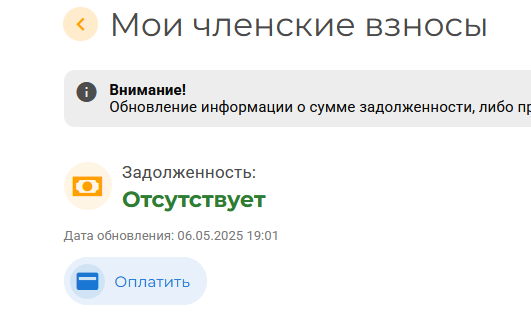 Мои членские взносы
Внимание!
Обновление информации о сумме задолженности, либо
Задолженность:
Отсутствует
Дата обновления: 06.05.2025 19:01
Оплатить